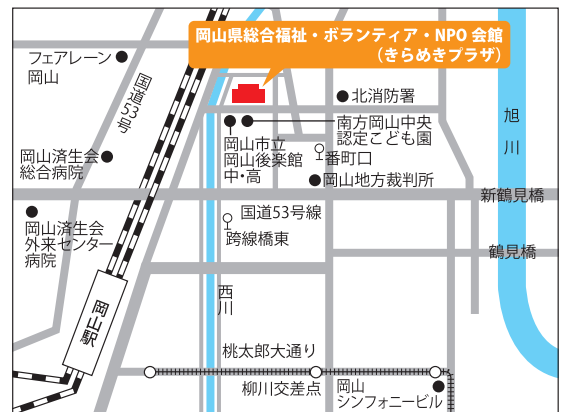 岡山県総合福祉・ボランティア・NPO 会館
（きらめきプラザ）
フェアレーン
岡山
国道53号
北消防署
旭川
南方岡山中央
認定こども園
岡山市立
岡山後楽館
中・高
番町口
岡山済生会
総合病院
岡山地方裁判所
新鶴見橋
岡山済生会
外来センター
病院
国道53号線
跨線橋東
鶴見橋
西川
岡山駅
桃太郎大通り
柳川交差点
岡山
シンフォニービル